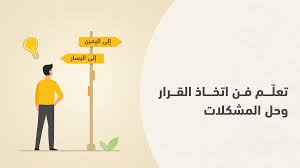 إلى اليمين
إلى اليسار
تعلّم فن اتخاذ القرار
وحل المشكلات